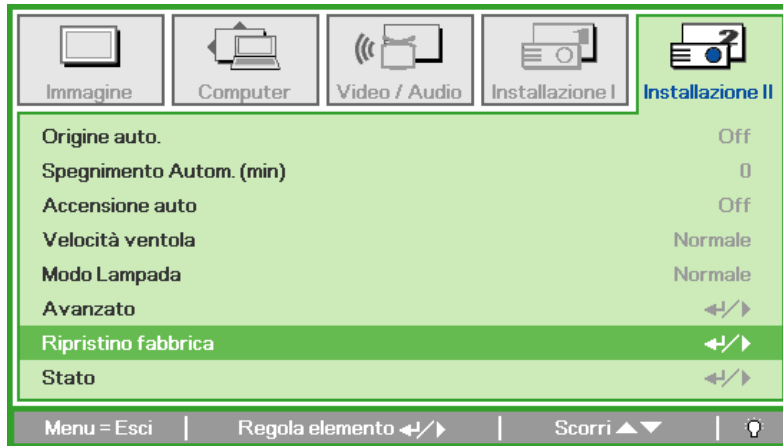 Immagine
Computer
Video / Audio
Installazione I
Installazione II
Origine auto. Off
Spegnimento Autom. (min) 0
Accensione auto Off
Velocità ventola Normale
Modo Lampada Normale
Avanzato
Ripristino fabbrica
Stato
Menu = Esci Regola elemento Scorri